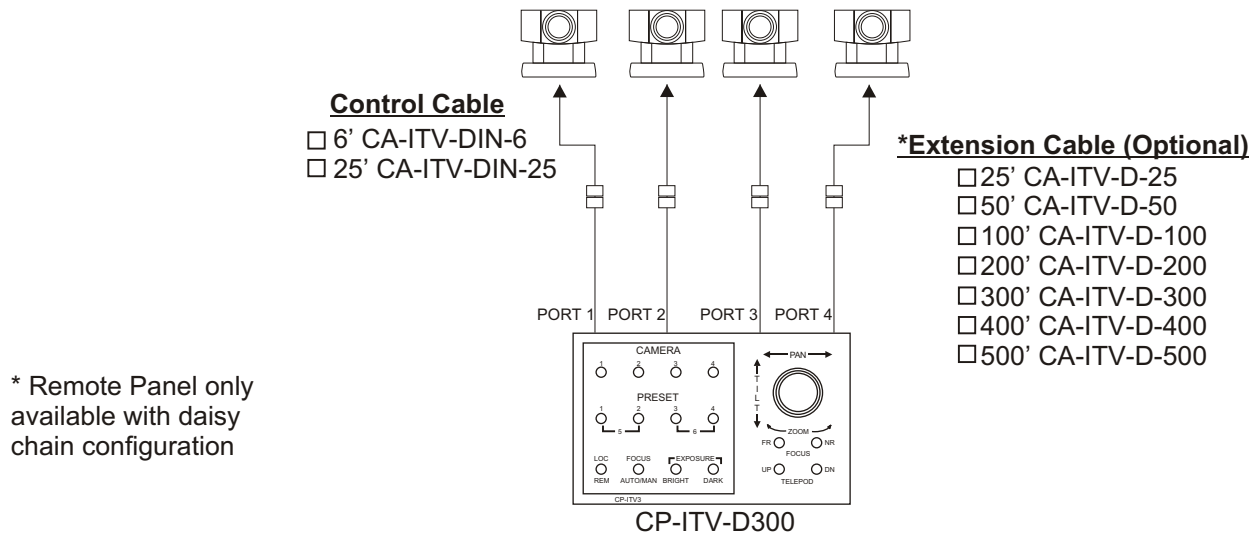 Control Cable
☐ 6’ CA-ITV-DIN-6
☐ 25’ CA-ITV-DIN-25
*Extension Cable (Optional)
☐ 25’ CA-ITV-D-25
☐ 50’ CA-ITV-D-50
☐ 100’ CA-ITV-D-100
☐ 200’ CA-ITV-D-200
☐ 300’ CA-ITV-D-300
☐ 400’ CA-ITV-D-400
☐ 500’ CA-ITV-D-500
* Remote Panel only
available with daisy
chain configuration
PORT 1 PORT 2 PORT 3 PORT 4
CAMERA
1 2 3 4
PRESET
1 2 3 4
5 6
LOC FOCUS EXPOSURE
REM AUTO/MAN BRIGHT DARK
CP-ITV3
PAN
TILT
ZOOM
FR NR
FOCUS
UP DN
TELEPOD
CP-ITV-D300